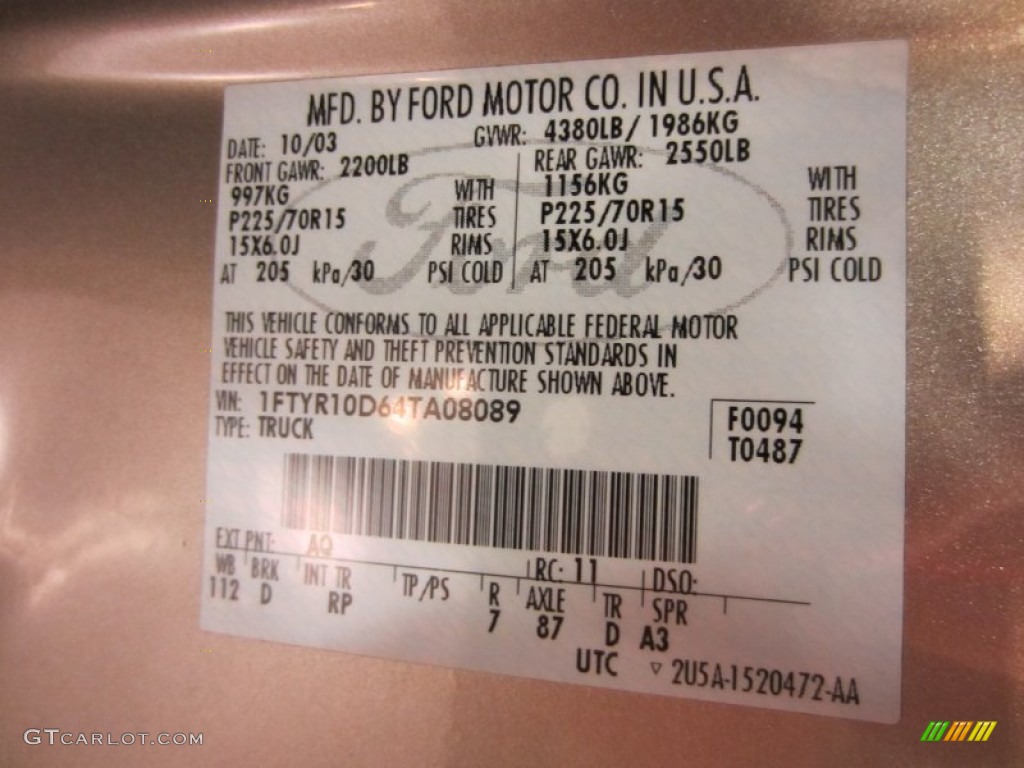 MFD. BY FORD MOTOR CO. IN U.S.A.
DATE: 10/03 GVWR: 4380LB/ 1986KG
FRONT GAWR: 2200LB REAR GAWR: 2550LB
997KG WITH 1156KG WITH
P225/70R15 TIRES P225/70R15 TIRES
15X6.0J RIMS 15X6.0J RIMS
AT 205 kPa/30 PSI COLD AT 205 kPa/30 PSI COLD
Ford
THIS VEHICLE CONFORMS TO ALL APPLICABLE FEDERAL MOTOR
VEHICLE SAFETY AND THEFT PREVENTION STANDARDS IN
EFFECT ON THE DATE OF MANUFACTURE SHOWN ABOVE.
VIN: 1FTYR10D64TA08089 F0094
TYPE: TRUCK T0487
EXT PNT: AQ RC: 11 DSO:
WB BRK INT TR TP/PS R AXLE TR SPR
112 D RP 7 87 D A3
UTC ▽ 2U5A-1520472-AA
GTCARLOT.COM